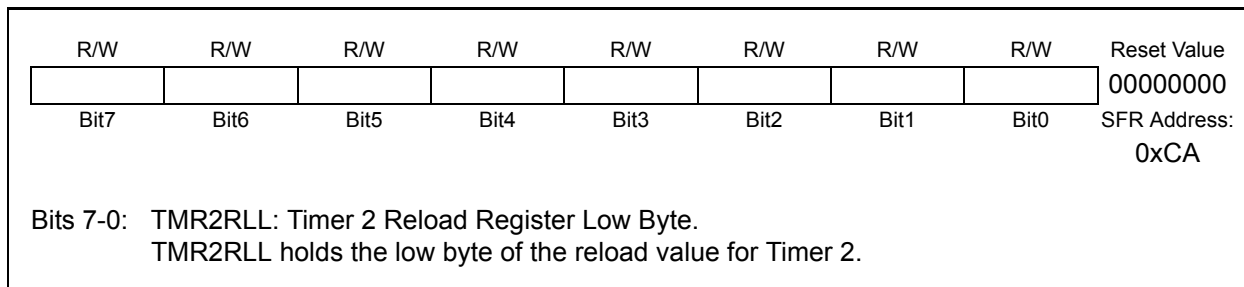 R/W R/W R/W R/W R/W R/W R/W R/W Reset Value
00000000
Bit7 Bit6 Bit5 Bit4 Bit3 Bit2 Bit1 Bit0 SFR Address:
0xCA
Bits 7-0: TMR2RLL: Timer 2 Reload Register Low Byte.
TMR2RLL holds the low byte of the reload value for Timer 2.